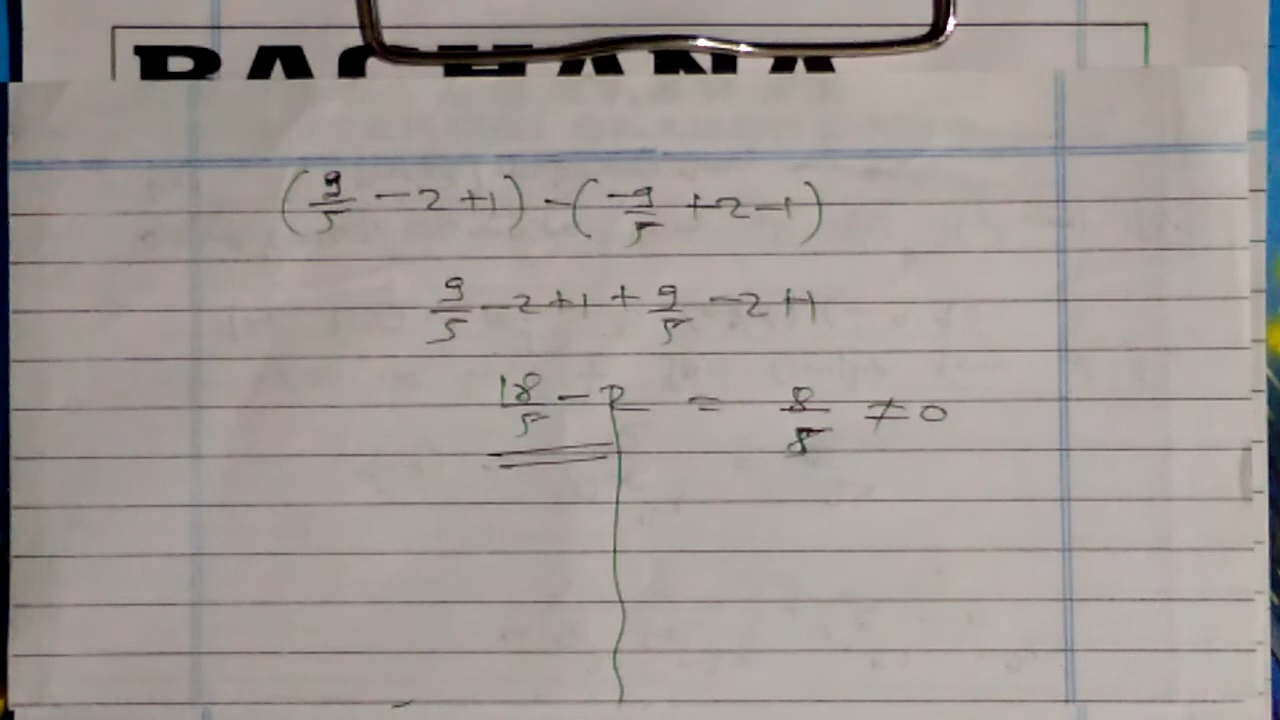 RACHANA
(9/5 - 2 + 1) - (-9/5 + 2 - 1)
9/5 - 2 + 1 + 9/5 - 2 + 1
18/5 - 2 = 8/5 ≠ 0